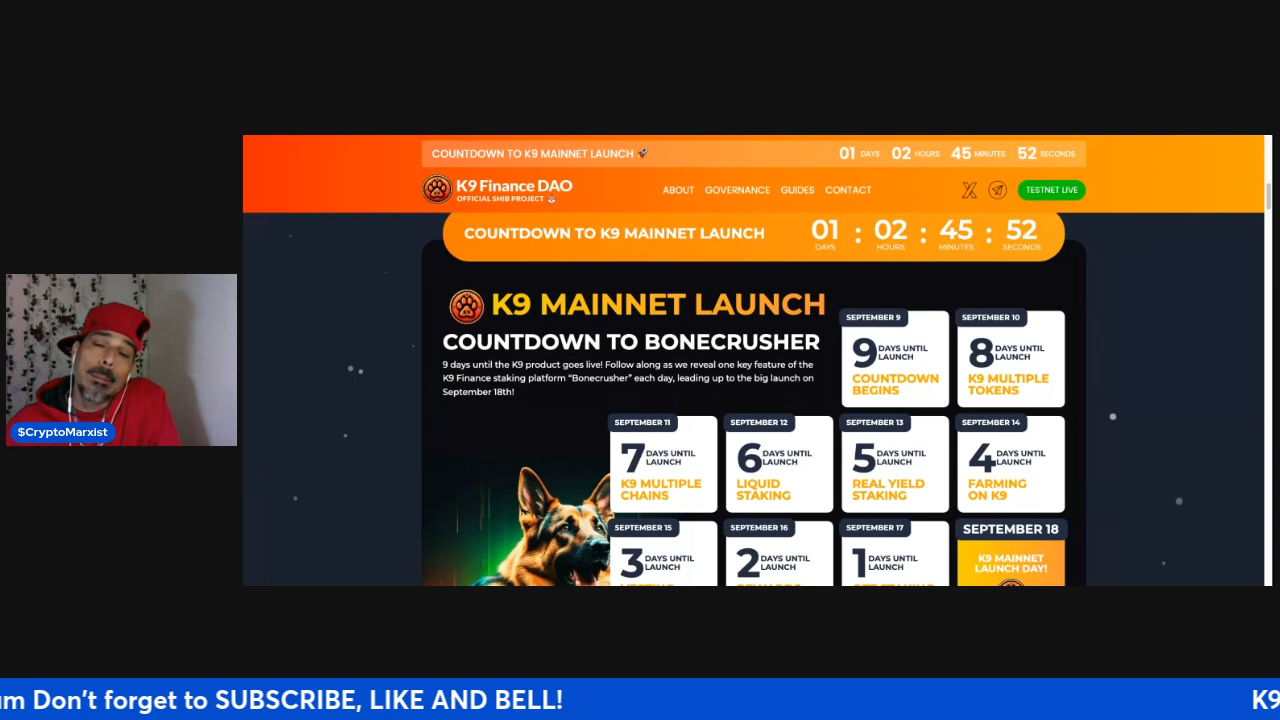 COUNTDOWN TO K9 MAINNET LAUNCH 🚀
01 DAYS 02 HOURS 45 MINUTES 52 SECONDS
K9 Finance DAO
OFFICIAL SHIB PROJECT
ABOUT GOVERNANCE GUIDES CONTACT
TESTNET LIVE
COUNTDOWN TO K9 MAINNET LAUNCH
01 : 02 : 45 : 52
DAYS HOURS MINUTES SECONDS
K9 MAINNET LAUNCH
COUNTDOWN TO BONECRUSHER
9 days until the K9 product goes live! Follow along as we reveal one key feature of the
K9 Finance staking platform "Bonecrusher" each day, leading up to the big launch on
September 18th!
SEPTEMBER 9
9 DAYS UNTIL
LAUNCH
COUNTDOWN
BEGINS
SEPTEMBER 10
8 DAYS UNTIL
LAUNCH
K9 MULTIPLE
TOKENS
SEPTEMBER 11
7 DAYS UNTIL
LAUNCH
K9 MULTIPLE
CHAINS
SEPTEMBER 12
6 DAYS UNTIL
LAUNCH
LIQUID
STAKING
SEPTEMBER 13
5 DAYS UNTIL
LAUNCH
REAL YIELD
STAKING
SEPTEMBER 14
4 DAYS UNTIL
LAUNCH
FARMING
ON K9
SEPTEMBER 15
3 DAYS UNTIL
LAUNCH
SEPTEMBER 16
2 DAYS UNTIL
LAUNCH
SEPTEMBER 17
1 DAYS UNTIL
LAUNCH
SEPTEMBER 18
K9 MAINNET
LAUNCH DAY!
$CryptoMarxist
um Don't forget to SUBSCRIBE, LIKE AND BELL! K9